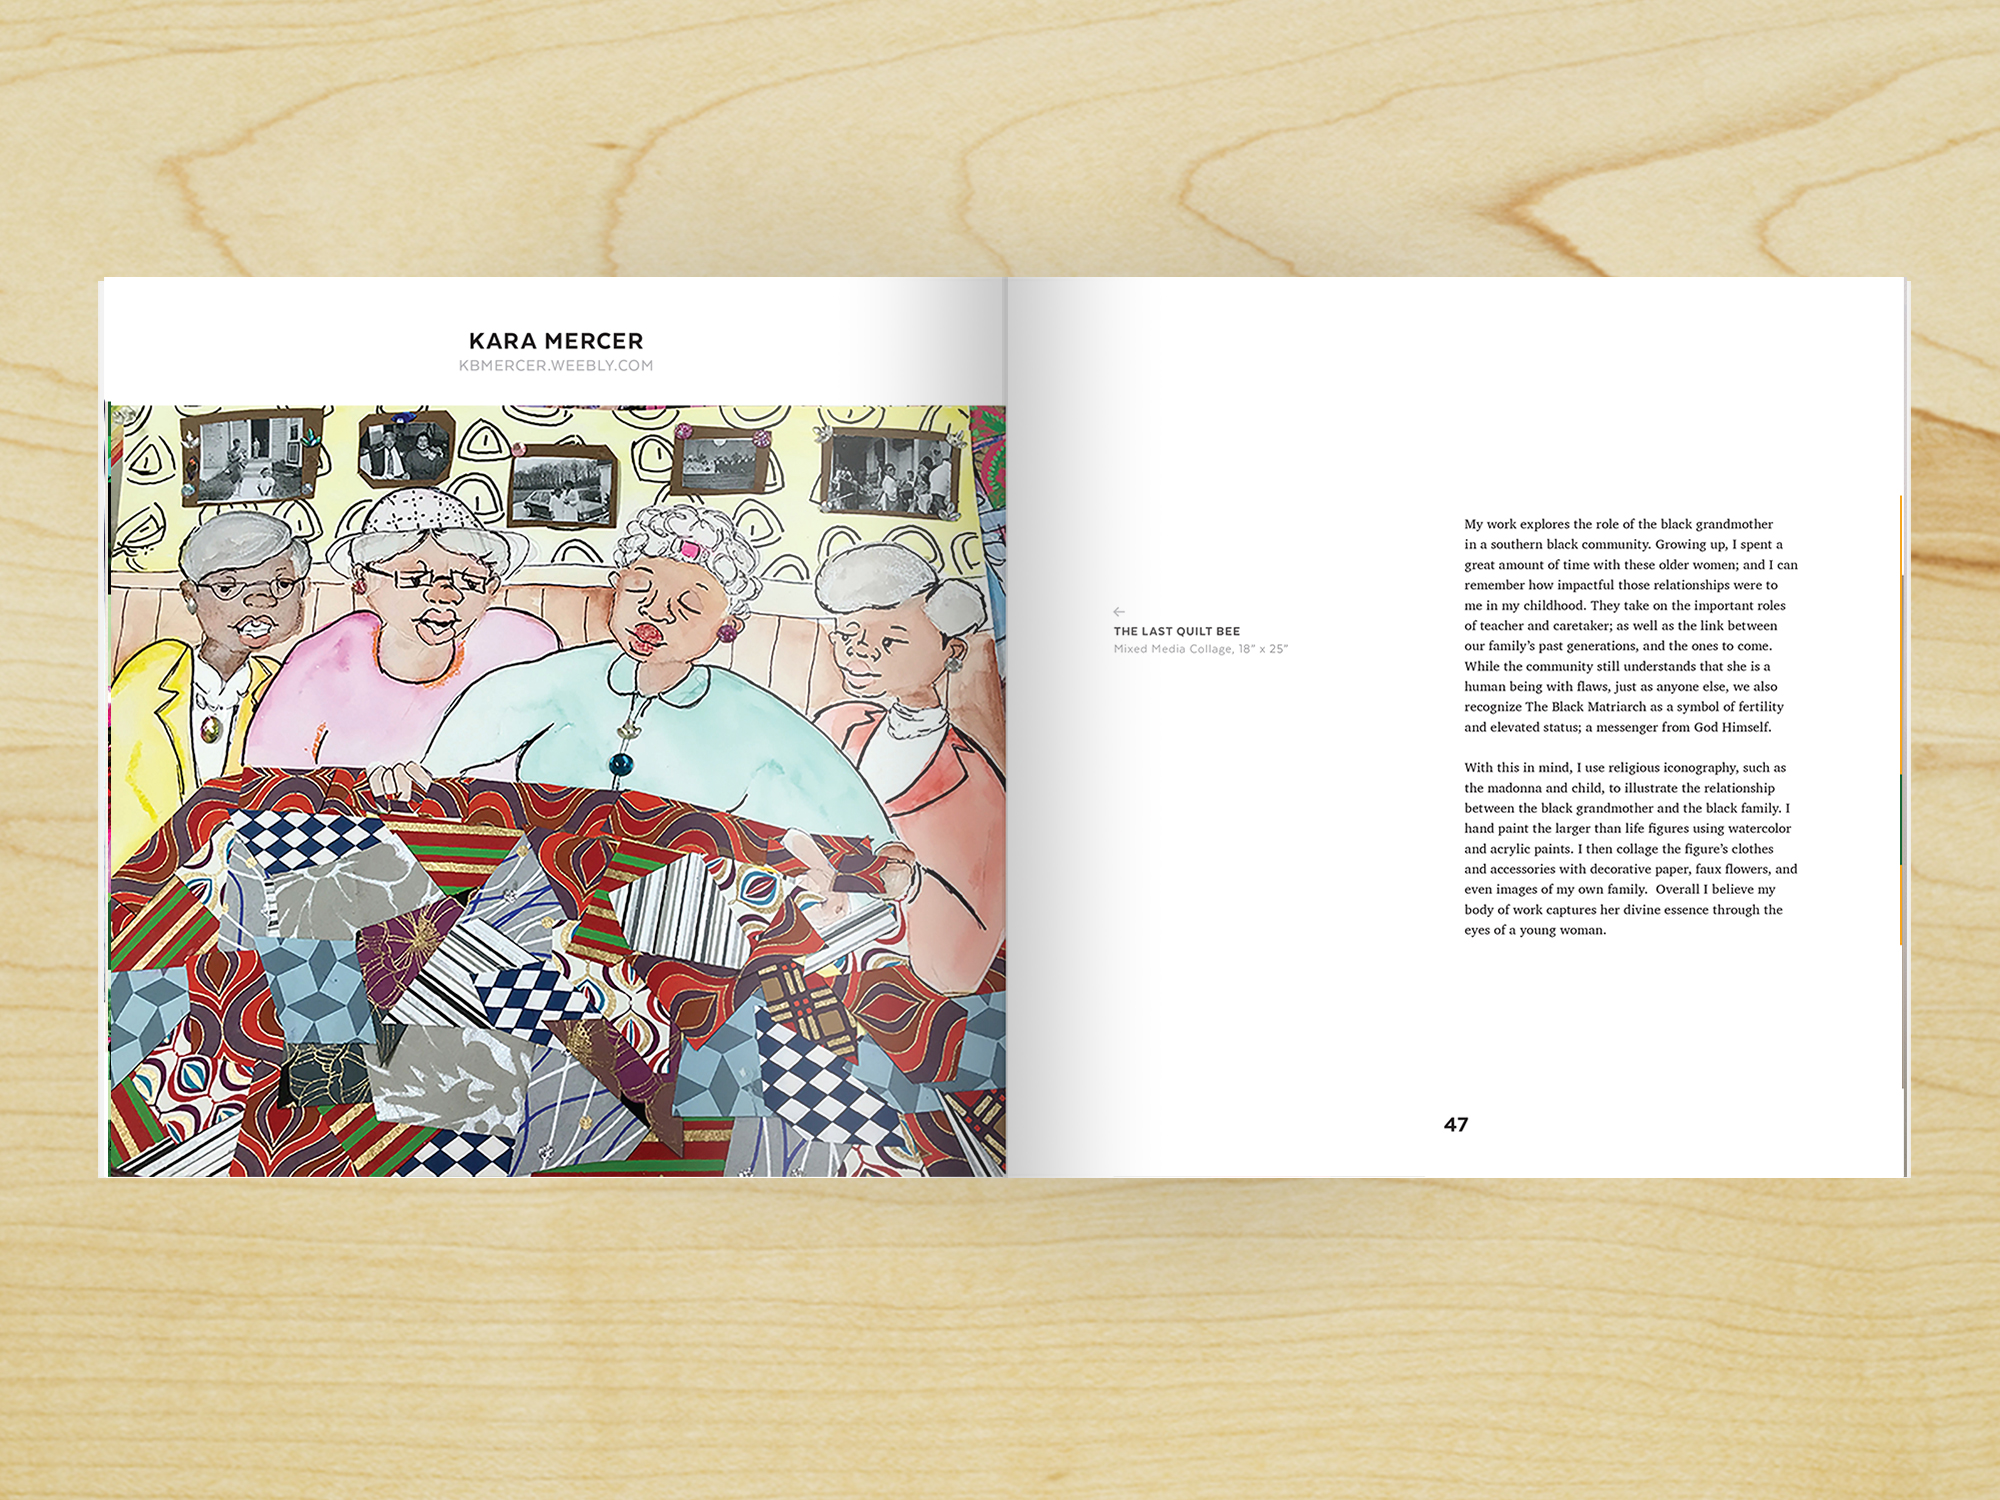 KARA MERCER
KBMERCER.WEEBLY.COM
←
THE LAST QUILT BEE
Mixed Media Collage, 18” x 25”
My work explores the role of the black grandmother
in a southern black community. Growing up, I spent a
great amount of time with these older women; and I can
remember how impactful those relationships were to
me in my childhood. They take on the important roles
of teacher and caretaker; as well as the link between
our family’s past generations, and the ones to come.
While the community still understands that she is a
human being with flaws, just as anyone else, we also
recognize The Black Matriarch as a symbol of fertility
and elevated status; a messenger from God Himself.
With this in mind, I use religious iconography, such as
the madonna and child, to illustrate the relationship
between the black grandmother and the black family. I
hand paint the larger than life figures using watercolor
and acrylic paints. I then collage the figure’s clothes
and accessories with decorative paper, faux flowers, and
even images of my own family.  Overall I believe my
body of work captures her divine essence through the
eyes of a young woman.
47